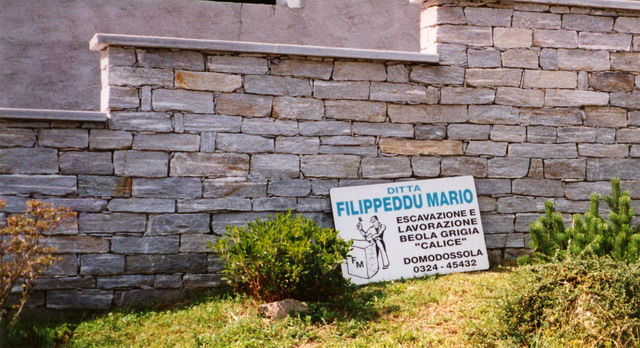 DITTA
FILIPPEDDU MARIO
ESCAVAZIONE E
LAVORAZIONE
BEOLA GRIGIA
"CALICE"
DOMODOSSOLA
0324 - 45432
FM